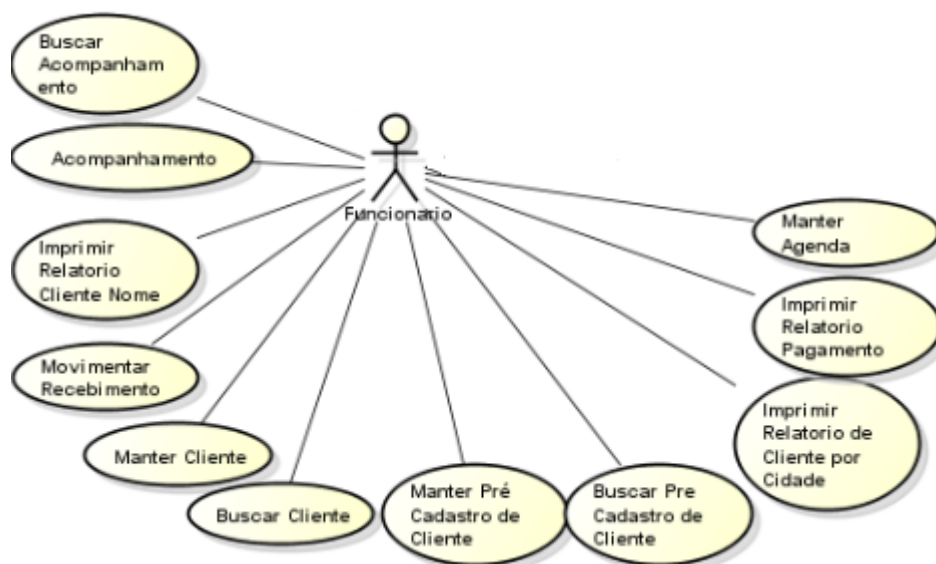 Buscar
Acompanham
ento
Acompanhamento
Funcionario
Imprimir
Relatorio
Cliente Nome
Movimentar
Recebimento
Manter Cliente
Buscar Cliente
Manter Pré
Cadastro de
Cliente
Buscar Pre
Cadastro de
Cliente
Manter
Agenda
Imprimir
Relatorio
Pagamento
Imprimir
Relatorio de
Cliente por
Cidade